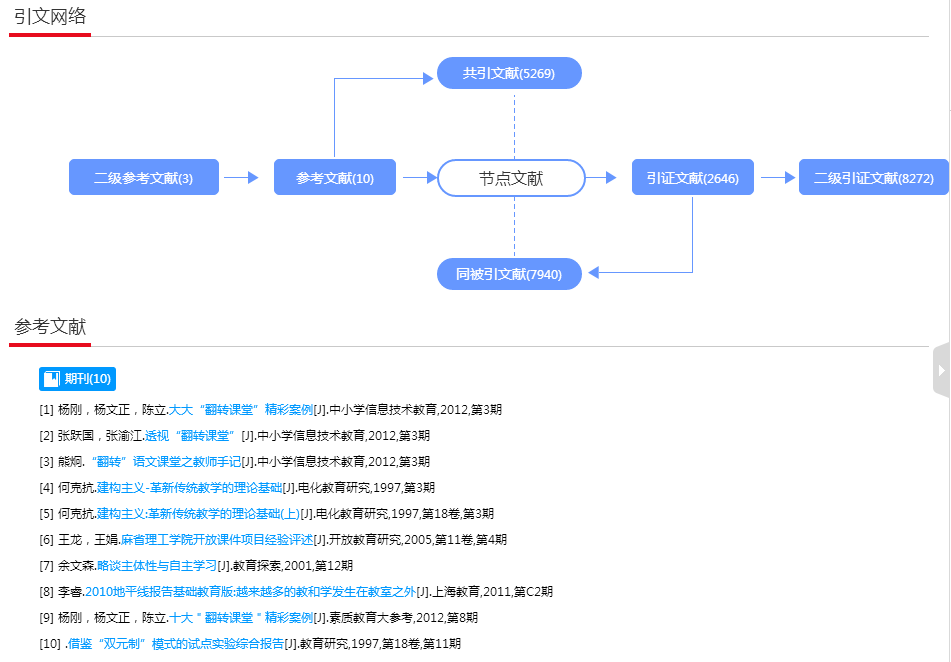 引文网络
共引文献(5269)
二级参考文献(3)
参考文献(10)
节点文献
引证文献(2646)
二级引证文献(8272)
同被引文献(7940)
参考文献
期刊(10)
[1] 杨刚，杨文正，陈立.大大“翻转课堂”精彩案例[J].中小学信息技术教育,2012,第3期
[2] 张跃国，张渝江.透视“翻转课堂”[J].中小学信息技术教育,2012,第3期
[3] 熊炯.“翻转”语文课堂之教师手记[J].中小学信息技术教育,2012,第3期
[4] 何克抗.建构主义-革新传统教学的理论基础[J].电化教育研究,1997,第3期
[5] 何克抗.建构主义:革新传统教学的理论基础(上)[J].电化教育研究,1997,第18卷,第3期
[6] 王龙，王娟.麻省理工学院开放课件项目经验评述[J].开放教育研究,2005,第11卷,第4期
[7] 余文森.略谈主体性与自主学习[J].教育探索,2001,第12期
[8] 李睿.2010地平线报告基础教育版:越来越多的教和学发生在教室之外[J].上海教育,2011,第C2期
[9] 杨刚，杨文正，陈立.十大＂翻转课堂＂精彩案例[J].素质教育大参考,2012,第8期
[10] .借鉴“双元制”模式的试点实验综合报告[J].教育研究,1997,第18卷,第11期